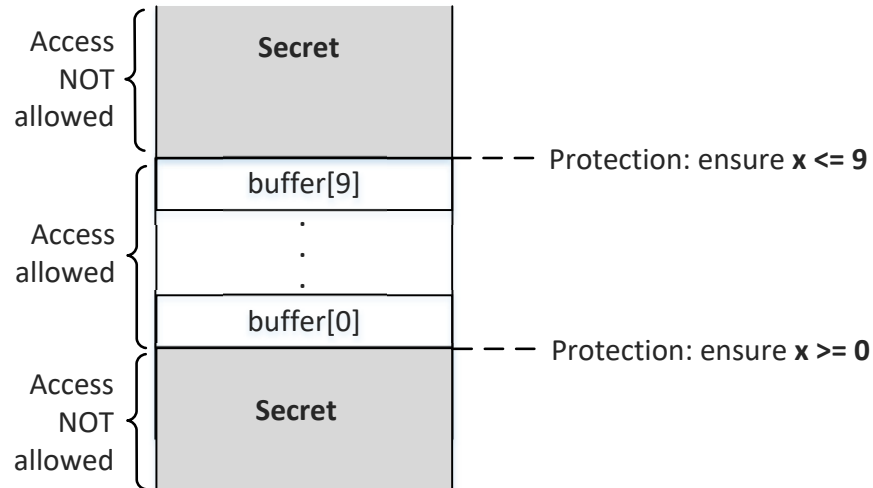 Access
NOT
allowed
Secret
Protection: ensure x <= 9
buffer[9]
.
.
.
Access
allowed
buffer[0]
Protection: ensure x >= 0
Access
NOT
allowed
Secret